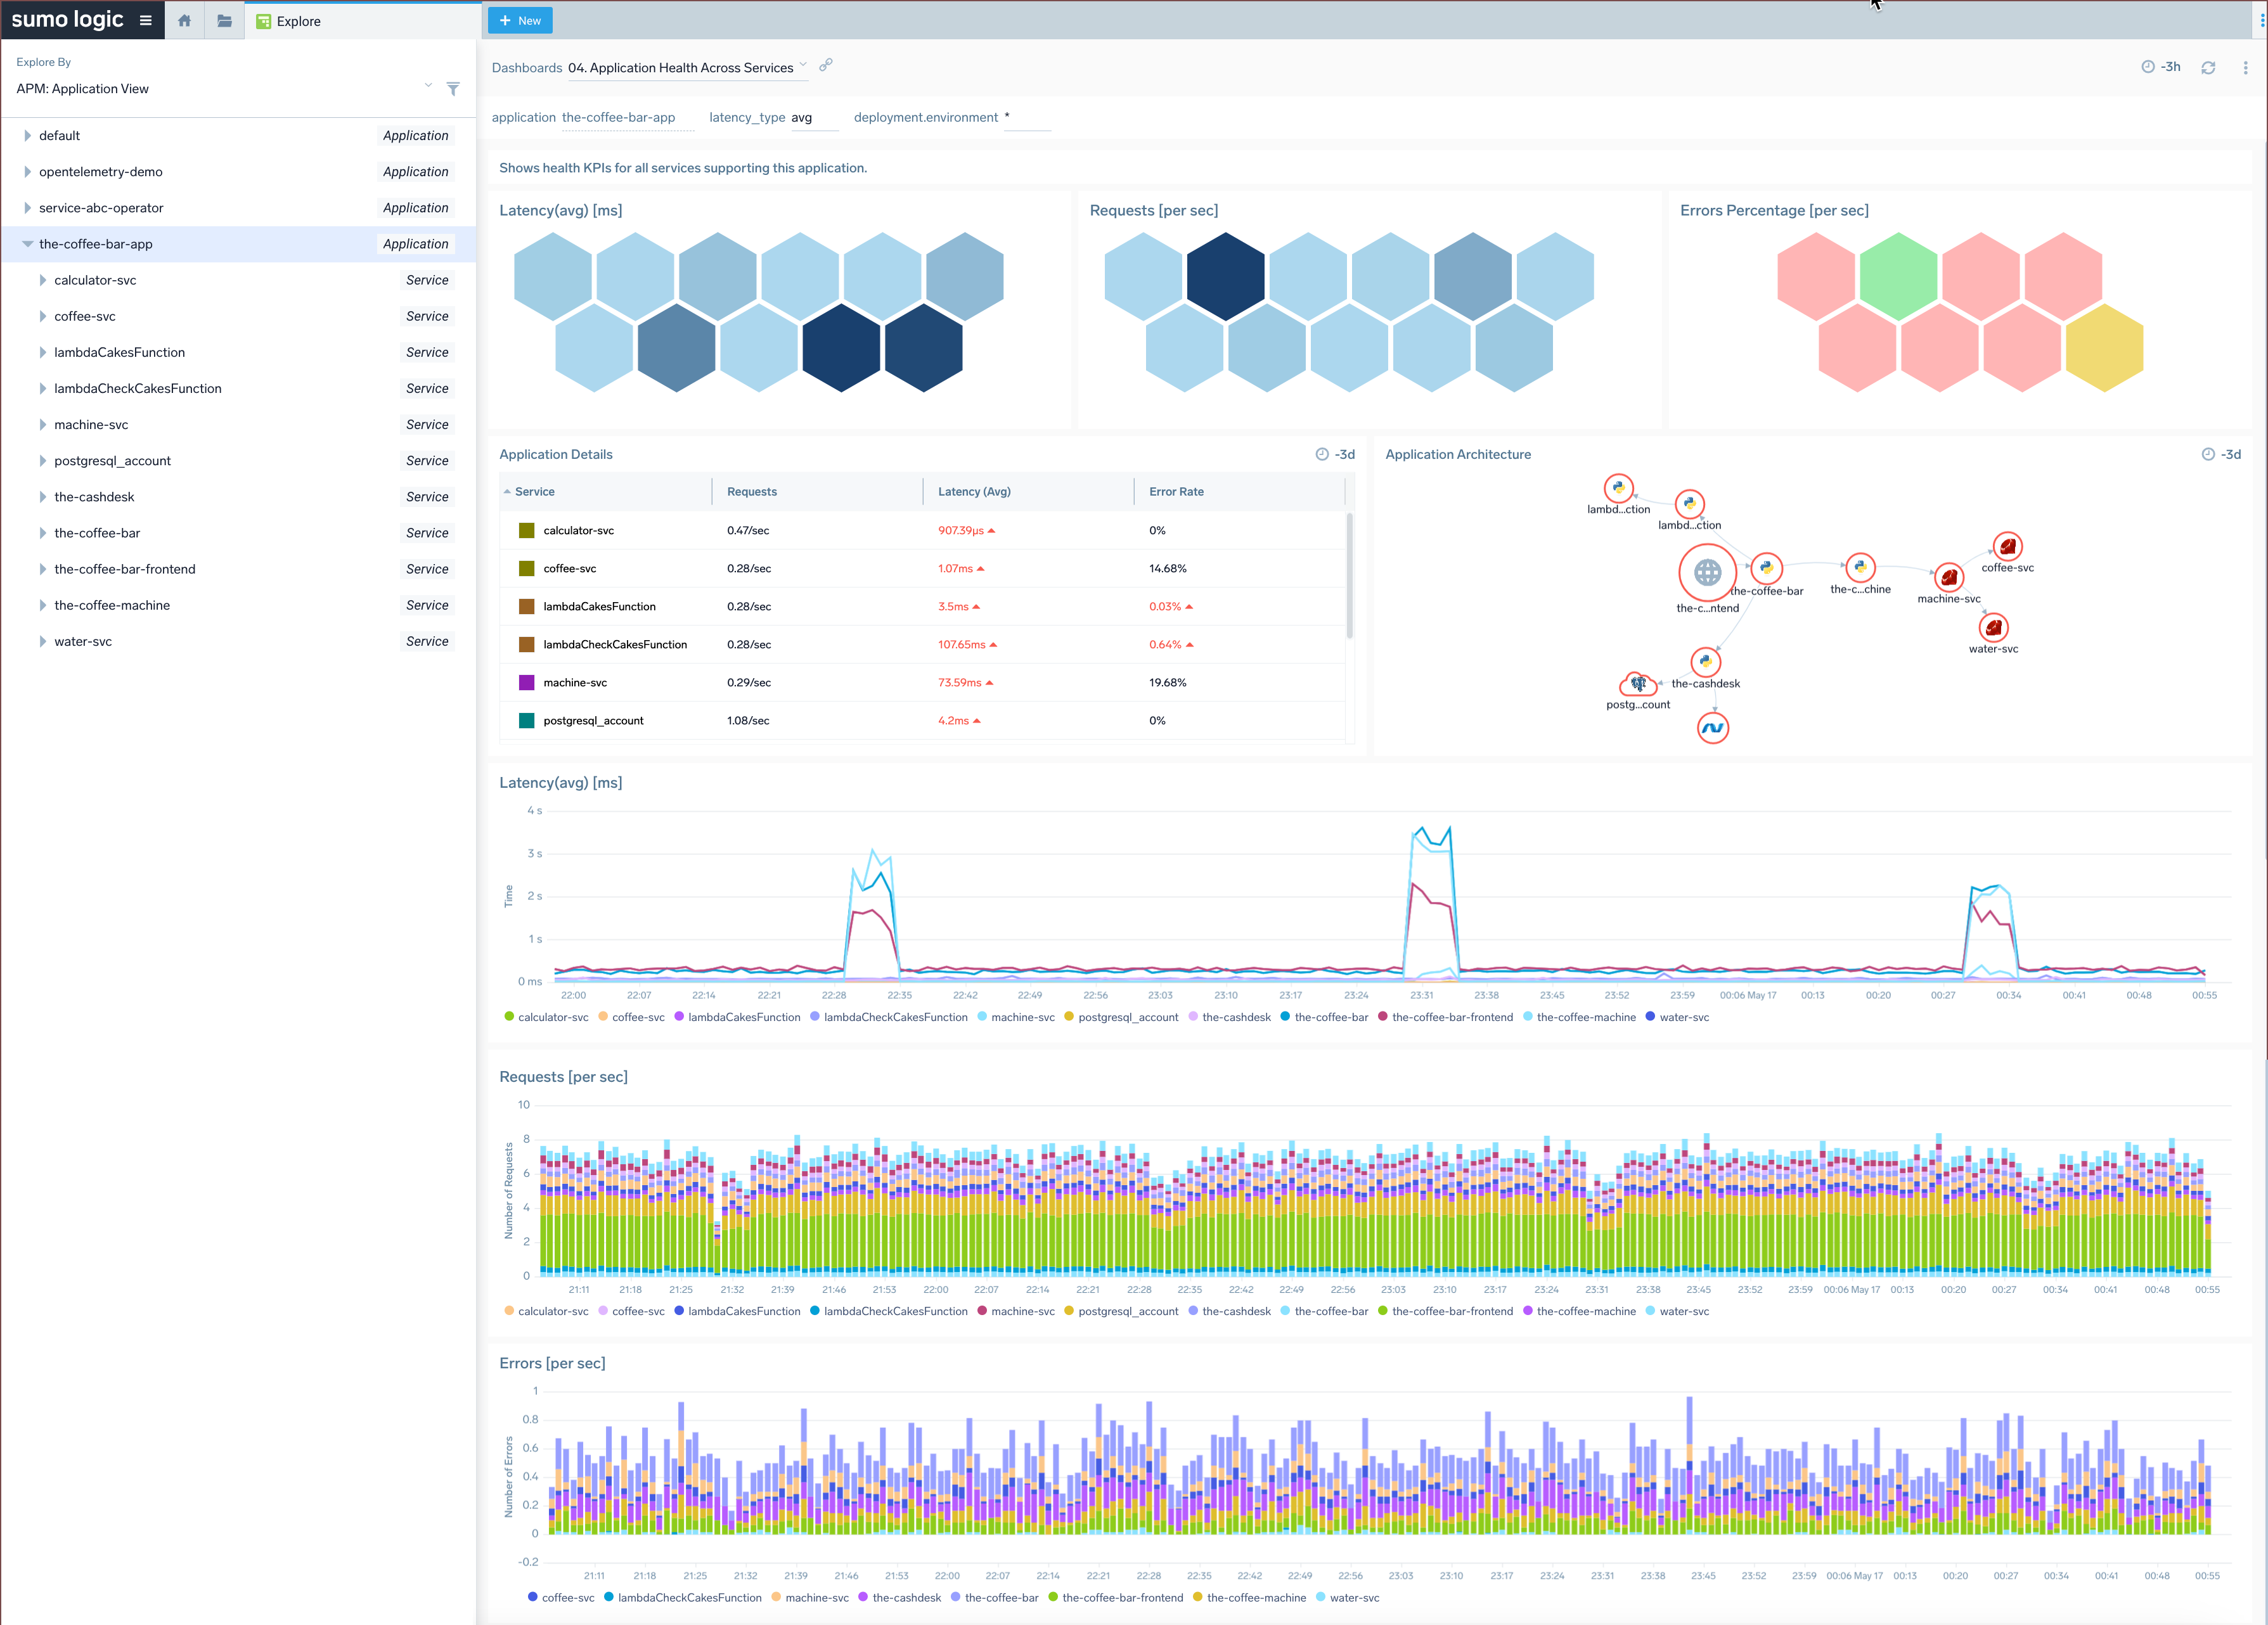 sumo logic
Explore
+ New
Explore By
APM: Application View
default Application
opentelemetry-demo Application
service-abc-operator Application
the-coffee-bar-app Application
calculator-svc Service
coffee-svc Service
lambdaCakesFunction Service
lambdaCheckCakesFunction Service
machine-svc Service
postgresql_account Service
the-cashdesk Service
the-coffee-bar Service
the-coffee-bar-frontend Service
the-coffee-machine Service
water-svc Service
Dashboards 04. Application Health Across Services
-3h
application the-coffee-bar-app latency_type avg deployment.environment *
Shows health KPIs for all services supporting this application.
Latency(avg) [ms]
Requests [per sec]
Errors Percentage [per sec]
Application Details -3d
Service Requests Latency (Avg) Error Rate
calculator-svc 0.47/sec 907.39µs 0%
coffee-svc 0.28/sec 1.07ms 14.68%
lambdaCakesFunction 0.28/sec 3.5ms 0.03%
lambdaCheckCakesFunction 0.28/sec 107.65ms 0.64%
machine-svc 0.29/sec 73.59ms 19.68%
postgresql_account 1.08/sec 4.2ms 0%
Application Architecture -3d
lambd...ction
lambd...ction
coffee-svc
the-c...chine
the-coffee-bar
machine-svc
the-c...ntend
water-svc
the-cashdesk
postg...count
Latency(avg) [ms]
Time
4 s
3 s
2 s
1 s
0 ms
22:00 22:07 22:14 22:21 22:28 22:35 22:42 22:49 22:56 23:03 23:10 23:17 23:24 23:31 23:38 23:45 23:52 23:59 00:06 May 17 00:13 00:20 00:27 00:34 00:41 00:48 00:55
calculator-svc coffee-svc lambdaCakesFunction lambdaCheckCakesFunction machine-svc postgresql_account the-cashdesk the-coffee-bar the-coffee-bar-frontend the-coffee-machine water-svc
Requests [per sec]
Number of Requests
10
8
6
4
2
0
21:11 21:18 21:25 21:32 21:39 21:46 21:53 22:00 22:07 22:14 22:21 22:28 22:35 22:42 22:49 22:56 23:03 23:10 23:17 23:24 23:31 23:38 23:45 23:52 23:59 00:06 May 17 00:13 00:20 00:27 00:34 00:41 00:48 00:55
calculator-svc coffee-svc lambdaCakesFunction lambdaCheckCakesFunction machine-svc postgresql_account the-cashdesk the-coffee-bar the-coffee-bar-frontend the-coffee-machine water-svc
Errors [per sec]
Number of Errors
1
0.8
0.6
0.4
0.2
0
-0.2
21:11 21:18 21:25 21:32 21:39 21:46 21:53 22:00 22:07 22:14 22:21 22:28 22:35 22:42 22:49 22:56 23:03 23:10 23:17 23:24 23:31 23:38 23:45 23:52 23:59 00:06 May 17 00:13 00:20 00:27 00:34 00:41 00:48 00:55
coffee-svc lambdaCheckCakesFunction machine-svc the-cashdesk the-coffee-bar the-coffee-bar-frontend the-coffee-machine water-svc